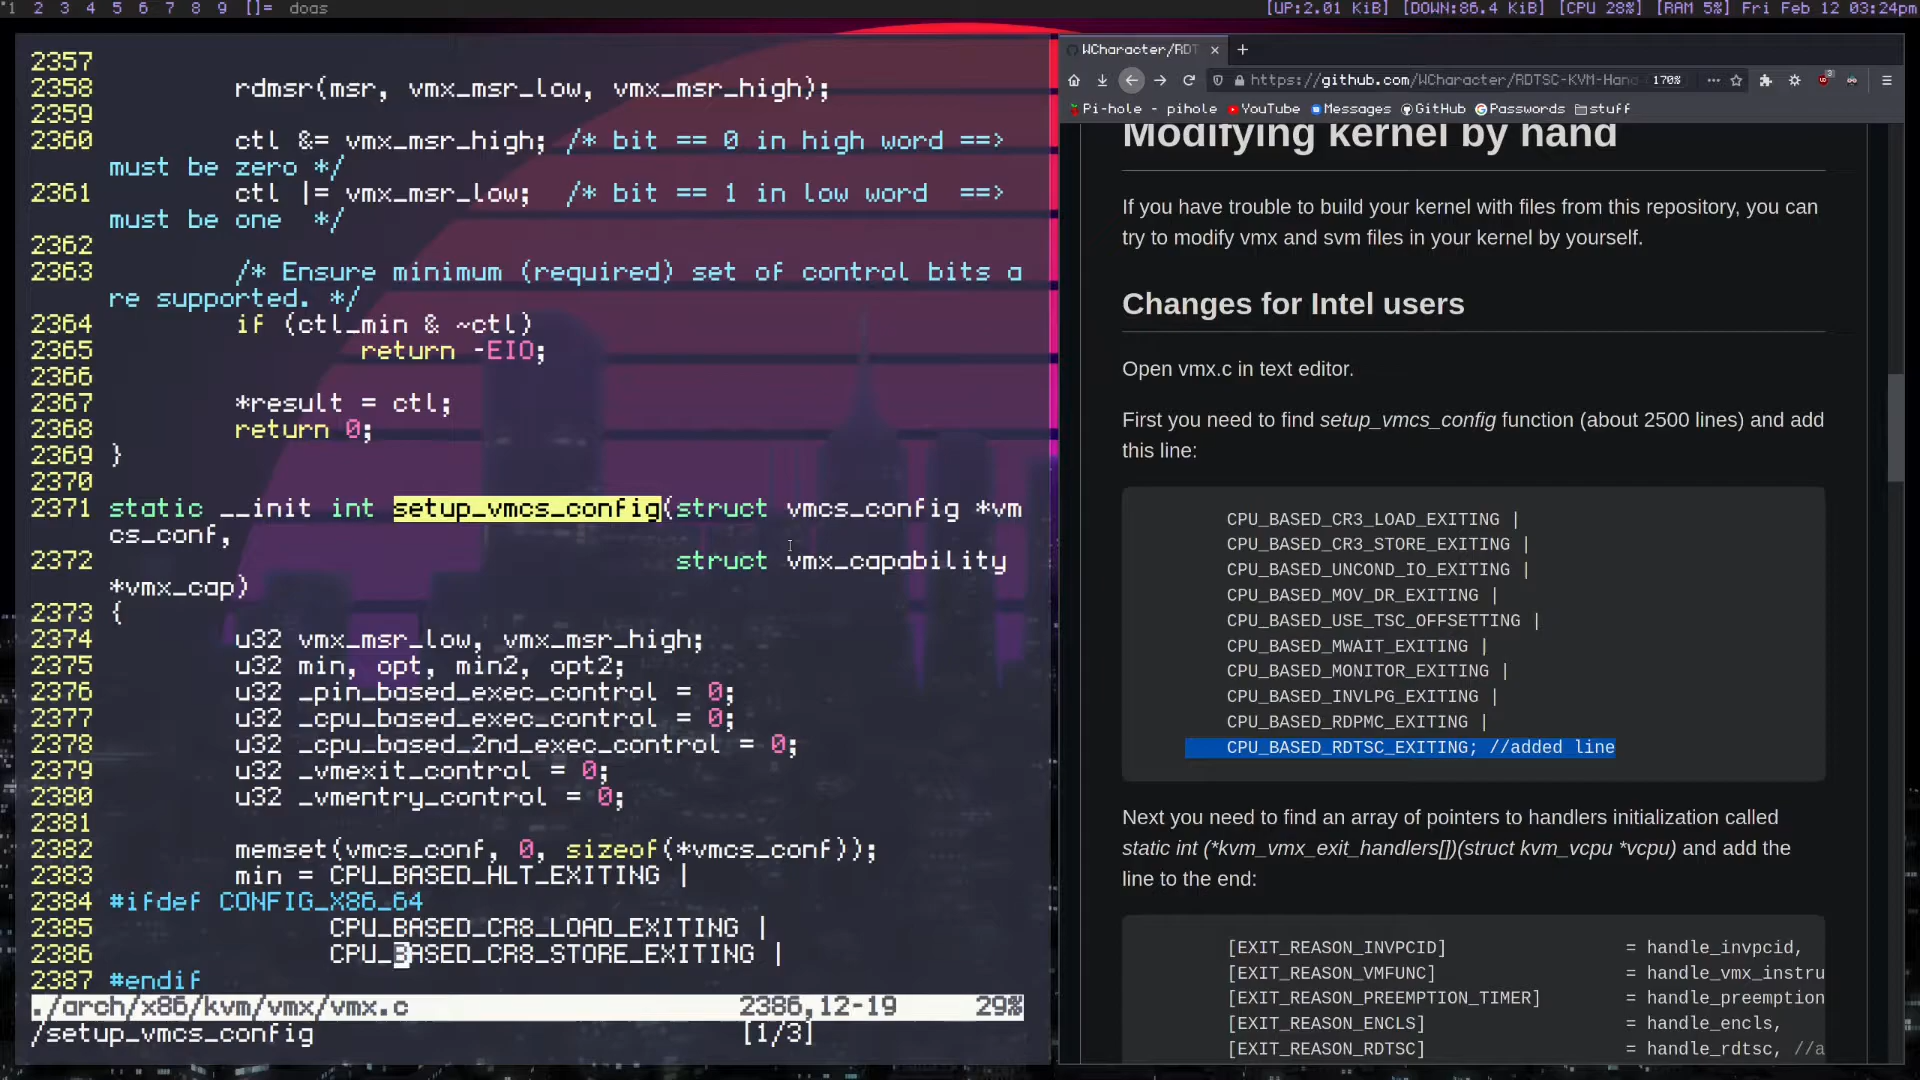 1 2 3 4 5 6 7 8 9 []= doas
[UP:2.01 KiB] [DOWN:86.4 KiB] [CPU 28%] [RAM 5%] Fri Feb 12 03:24pm
2357
2358 rdmsr(msr, vmx_msr_low, vmx_msr_high);
2359
2360 ctl &= vmx_msr_high; /* bit == 0 in high word ==>
must be zero */
2361 ctl |= vmx_msr_low;  /* bit == 1 in low word  ==>
must be one  */
2362
2363 /* Ensure minimum (required) set of control bits a
re supported. */
2364 if (ctl_min & ~ctl)
2365 return -EIO;
2366
2367 *result = ctl;
2368 return 0;
2369 }
2370
2371 static __init int setup_vmcs_config(struct vmcs_config *vm
cs_conf,
2372 struct vmx_capability
*vmx_cap)
2373 {
2374 u32 vmx_msr_low, vmx_msr_high;
2375 u32 min, opt, min2, opt2;
2376 u32 _pin_based_exec_control = 0;
2377 u32 _cpu_based_exec_control = 0;
2378 u32 _cpu_based_2nd_exec_control = 0;
2379 u32 _vmexit_control = 0;
2380 u32 _vmentry_control = 0;
2381
2382 memset(vmcs_conf, 0, sizeof(*vmcs_conf));
2383 min = CPU_BASED_HLT_EXITING |
2384 #ifdef CONFIG_X86_64
2385 CPU_BASED_CR8_LOAD_EXITING |
2386 CPU_BASED_CR8_STORE_EXITING |
2387 #endif
./arch/x86/kvm/vmx/vmx.c 2386,12-19 29%
/setup_vmcs_config [1/3]
WCharacter/RDT × +
https://github.com/WCharacter/RDTSC-KVM-Han 170%
Pi-hole - pihole YouTube Messages GitHub Passwords stuff
Modifying kernel by hand
If you have trouble to build your kernel with files from this repository, you can
try to modify vmx and svm files in your kernel by yourself.
Changes for Intel users
Open vmx.c in text editor.
First you need to find setup_vmcs_config function (about 2500 lines) and add
this line:
CPU_BASED_CR3_LOAD_EXITING |
CPU_BASED_CR3_STORE_EXITING |
CPU_BASED_UNCOND_IO_EXITING |
CPU_BASED_MOV_DR_EXITING |
CPU_BASED_USE_TSC_OFFSETTING |
CPU_BASED_MWAIT_EXITING |
CPU_BASED_MONITOR_EXITING |
CPU_BASED_INVLPG_EXITING |
CPU_BASED_RDPMC_EXITING |
CPU_BASED_RDTSC_EXITING; //added line
Next you need to find an array of pointers to handlers initialization called
static int (*kvm_vmx_exit_handlers[])(struct kvm_vcpu *vcpu) and add the
line to the end:
[EXIT_REASON_INVPCID] = handle_invpcid,
[EXIT_REASON_VMFUNC] = handle_vmx_instru
[EXIT_REASON_PREEMPTION_TIMER] = handle_preemption
[EXIT_REASON_ENCLS] = handle_encls,
[EXIT_REASON_RDTSC] = handle_rdtsc, //a